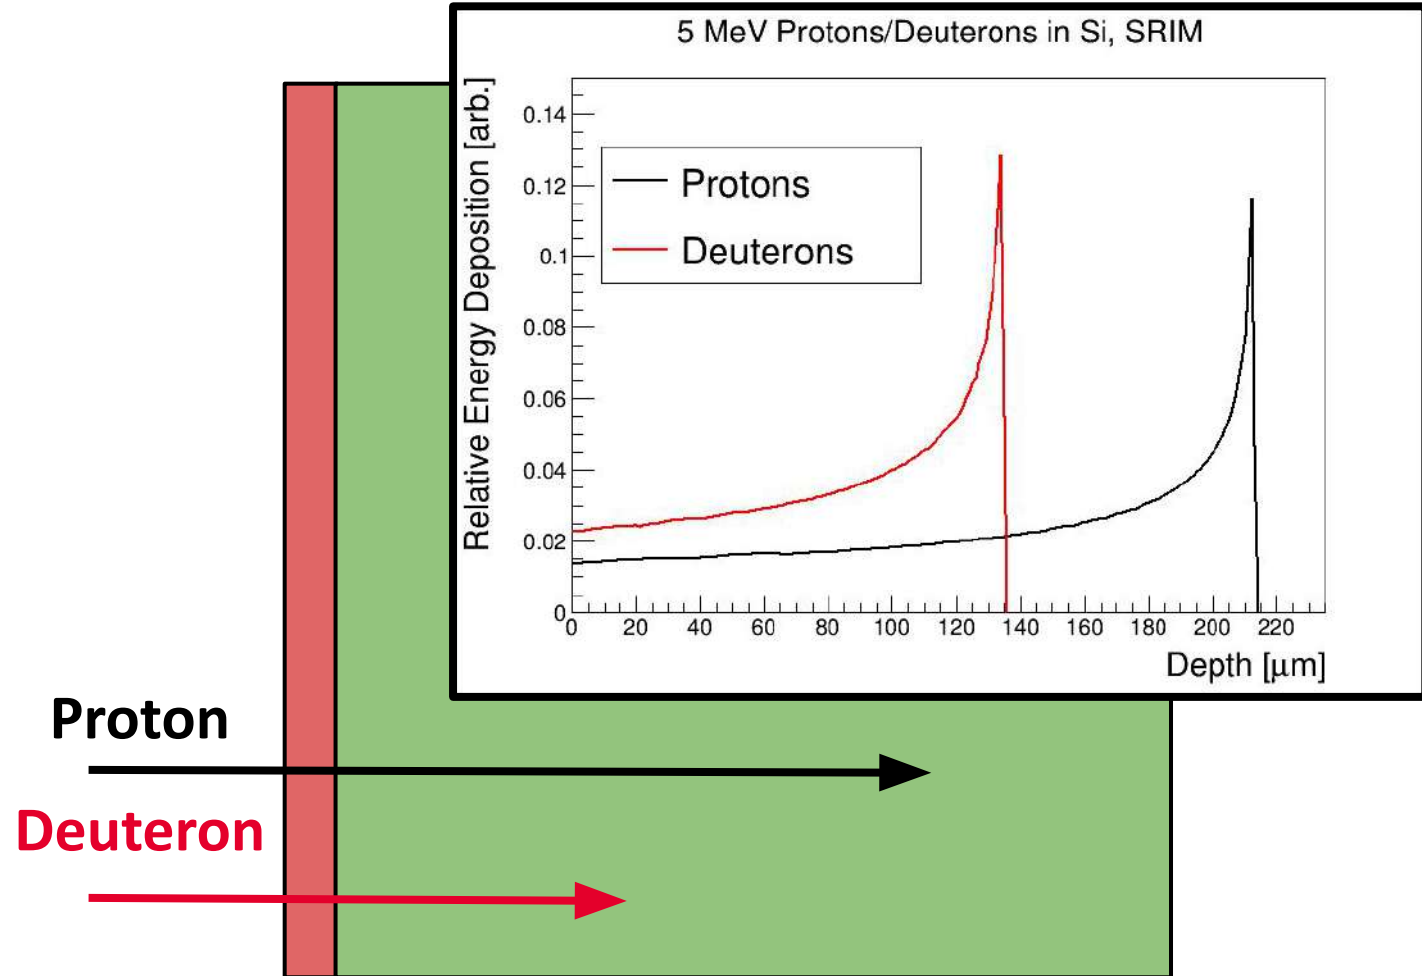 5 MeV Protons/Deuterons in Si, SRIM
Relative Energy Deposition [arb.]
0.14
0.12
0.1
0.08
0.06
0.04
0.02
0
Protons
Deuterons
0 20 40 60 80 100 120 140 160 180 200 220
Depth [μm]
Proton
Deuteron